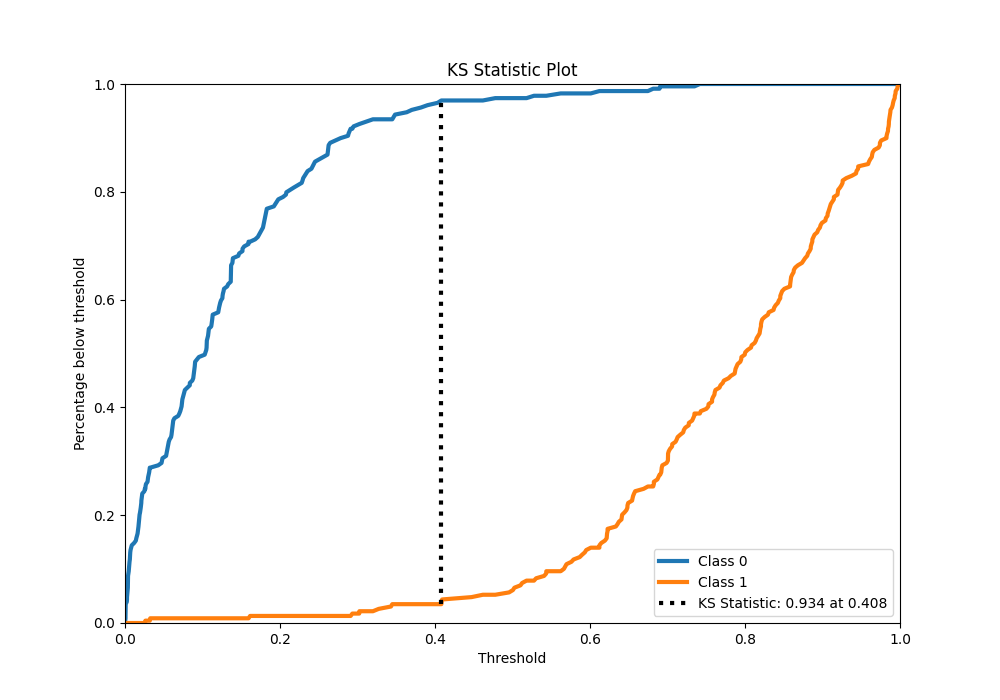 KS Statistic Plot
Percentage below threshold
1.0
0.8
0.6
0.4
0.2
0.0
0.0 0.2 0.4 0.6 0.8 1.0
Threshold
Class 0
Class 1
KS Statistic: 0.934 at 0.408